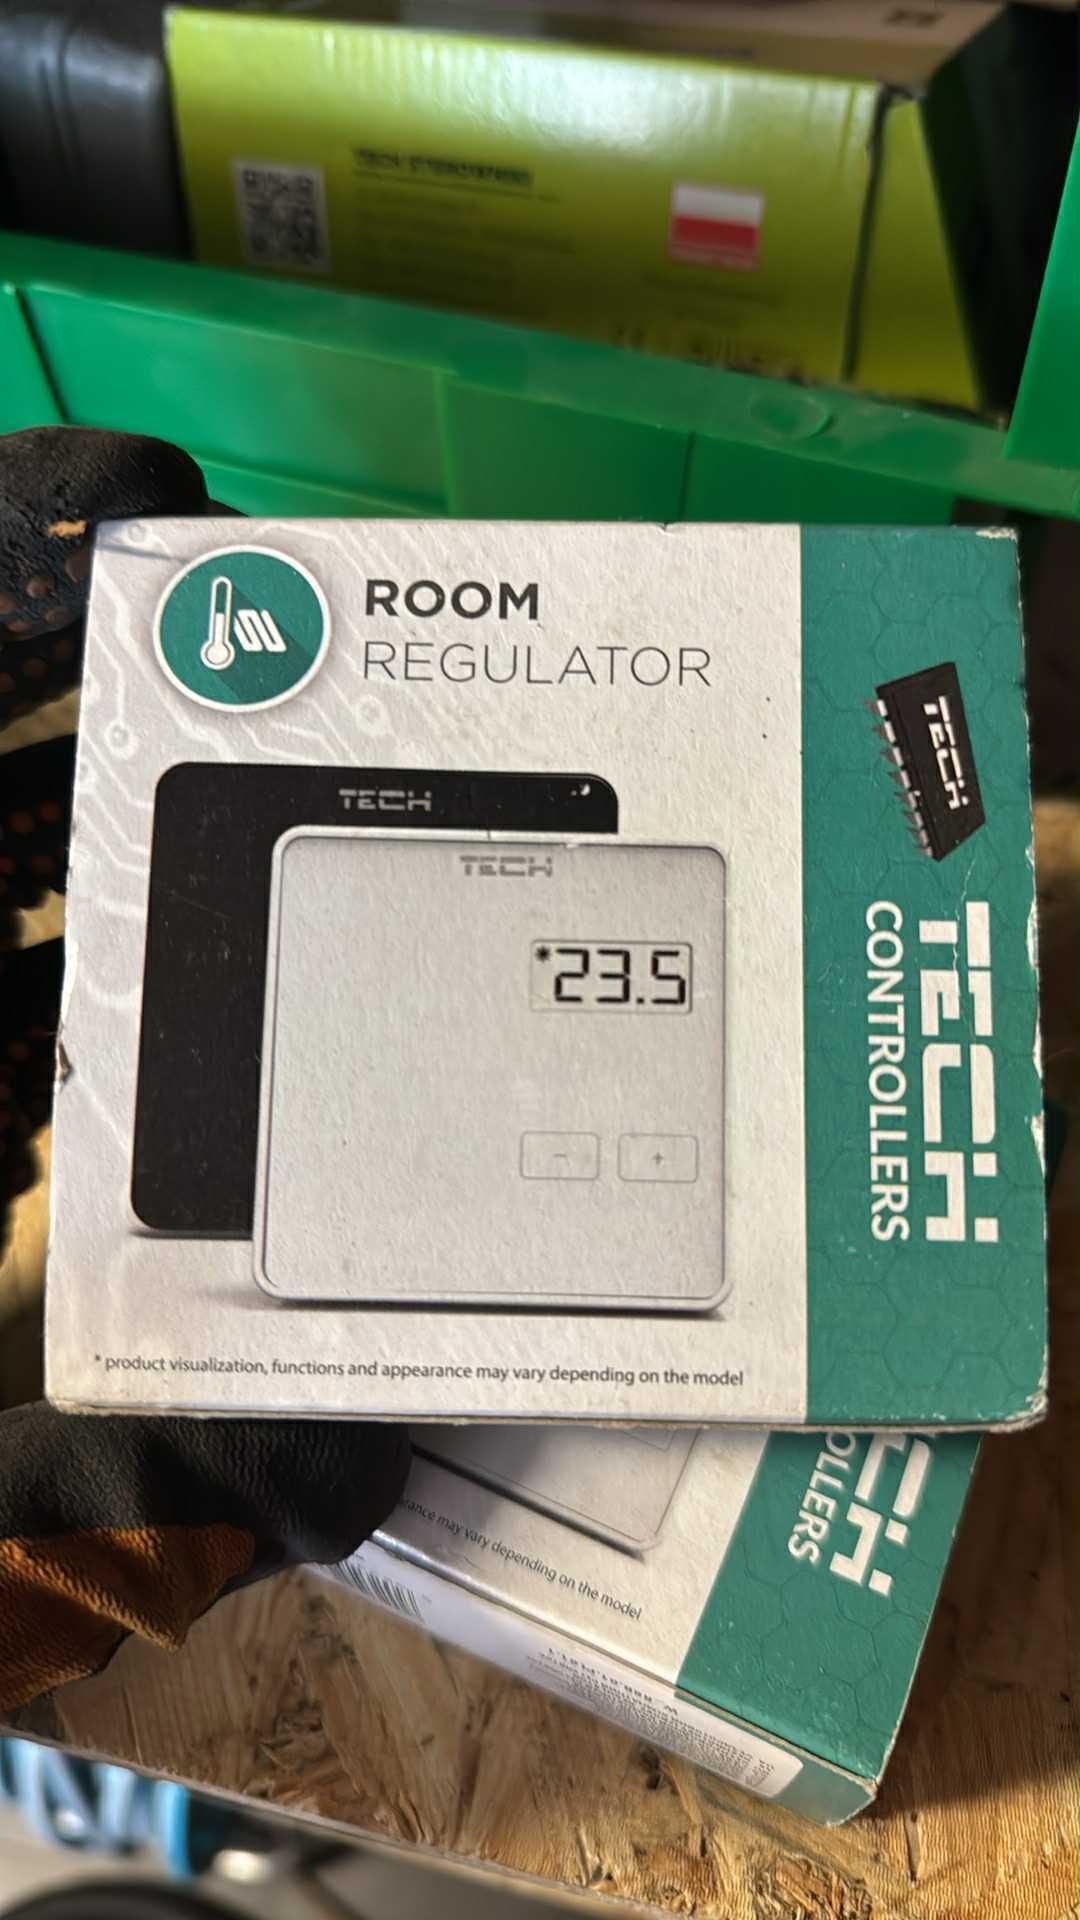 TECH STEROWNIKI
ROOM
REGULATOR
TECH
TECH
*23.5
-
+
TECH
TECH
CONTROLLERS
* product visualization, functions and appearance may vary depending on the model
may vary depending on the model
OLLERS